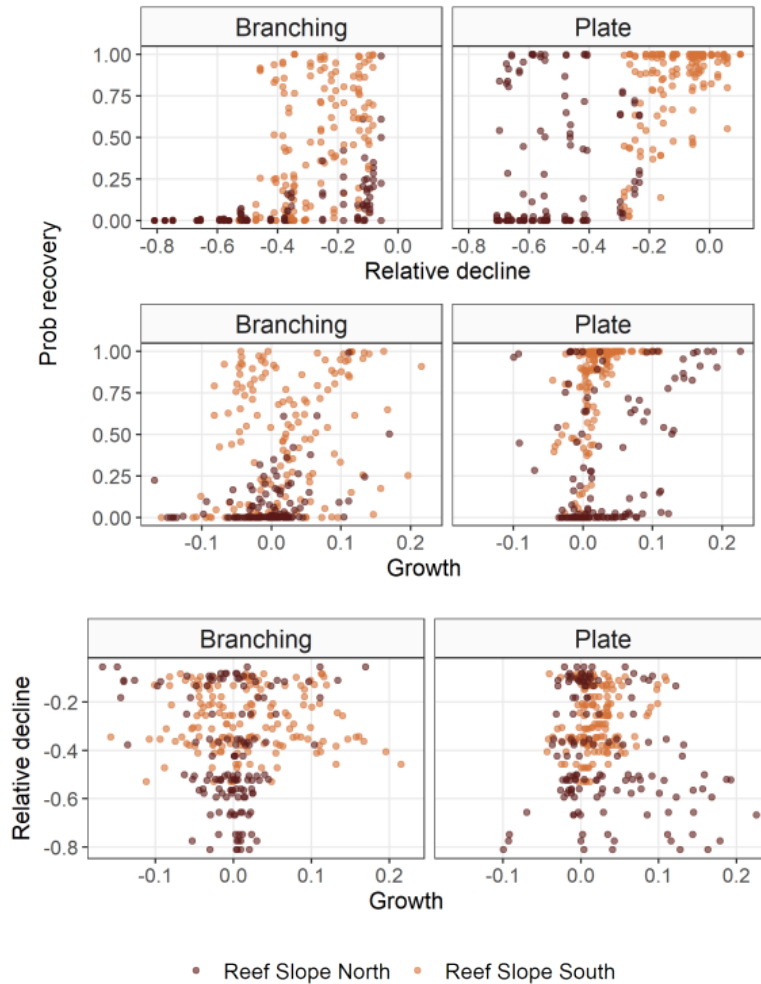 Branching Plate
1.00
0.75
0.50
0.25
0.00
-0.8 -0.6 -0.4 -0.2 0.0 -0.8 -0.6 -0.4 -0.2 0.0
Relative decline
Prob recovery
Branching Plate
1.00
0.75
0.50
0.25
0.00
-0.1 0.0 0.1 0.2 -0.1 0.0 0.1 0.2
Growth
Branching Plate
Relative decline
-0.2
-0.4
-0.6
-0.8
-0.1 0.0 0.1 0.2 -0.1 0.0 0.1 0.2
Growth
Reef Slope North Reef Slope South